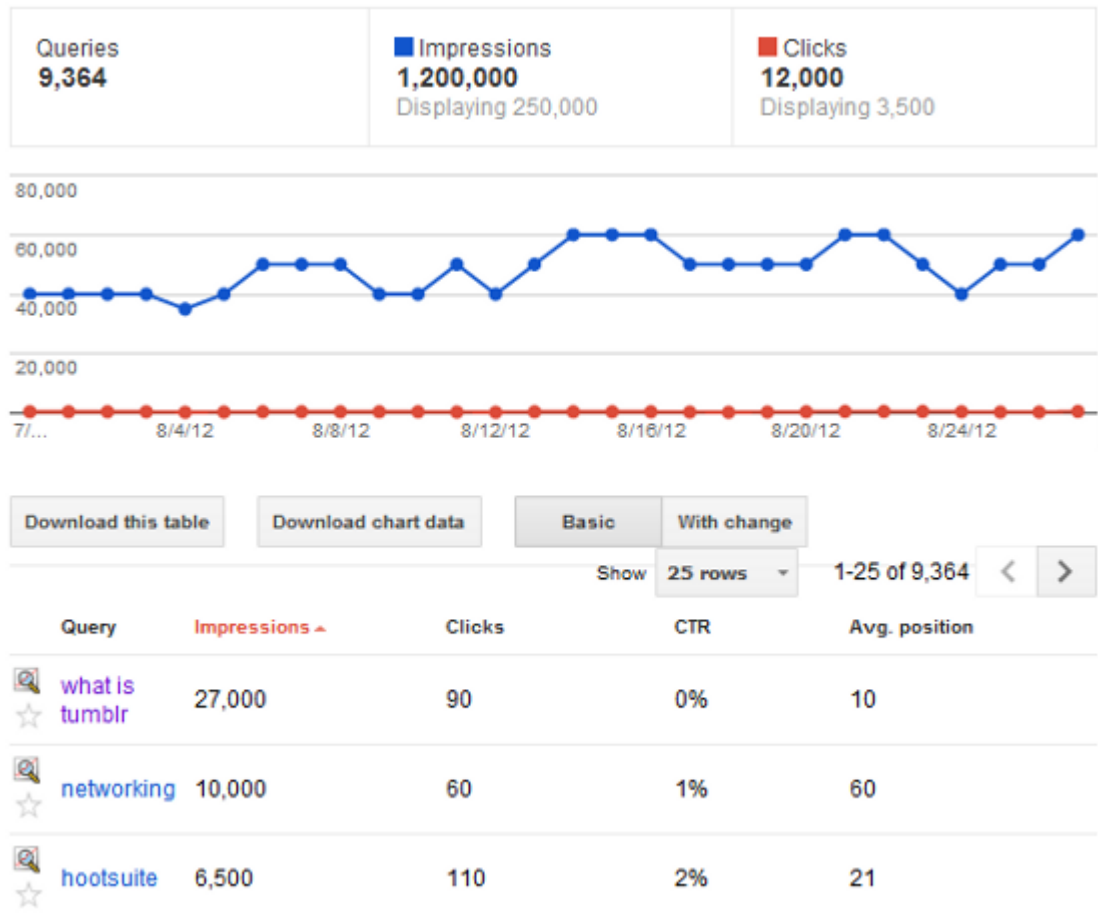 Queries
9,364
Impressions
1,200,000
Displaying 250,000
Clicks
12,000
Displaying 3,500
80,000
60,000
40,000
20,000
7/... 8/4/12 8/8/12 8/12/12 8/16/12 8/20/12 8/24/12
Download this table Download chart data Basic With change
Show 25 rows 1-25 of 9,364
Query Impressions Clicks CTR Avg. position
what is
tumblr 27,000 90 0% 10
networking 10,000 60 1% 60
hootsuite 6,500 110 2% 21